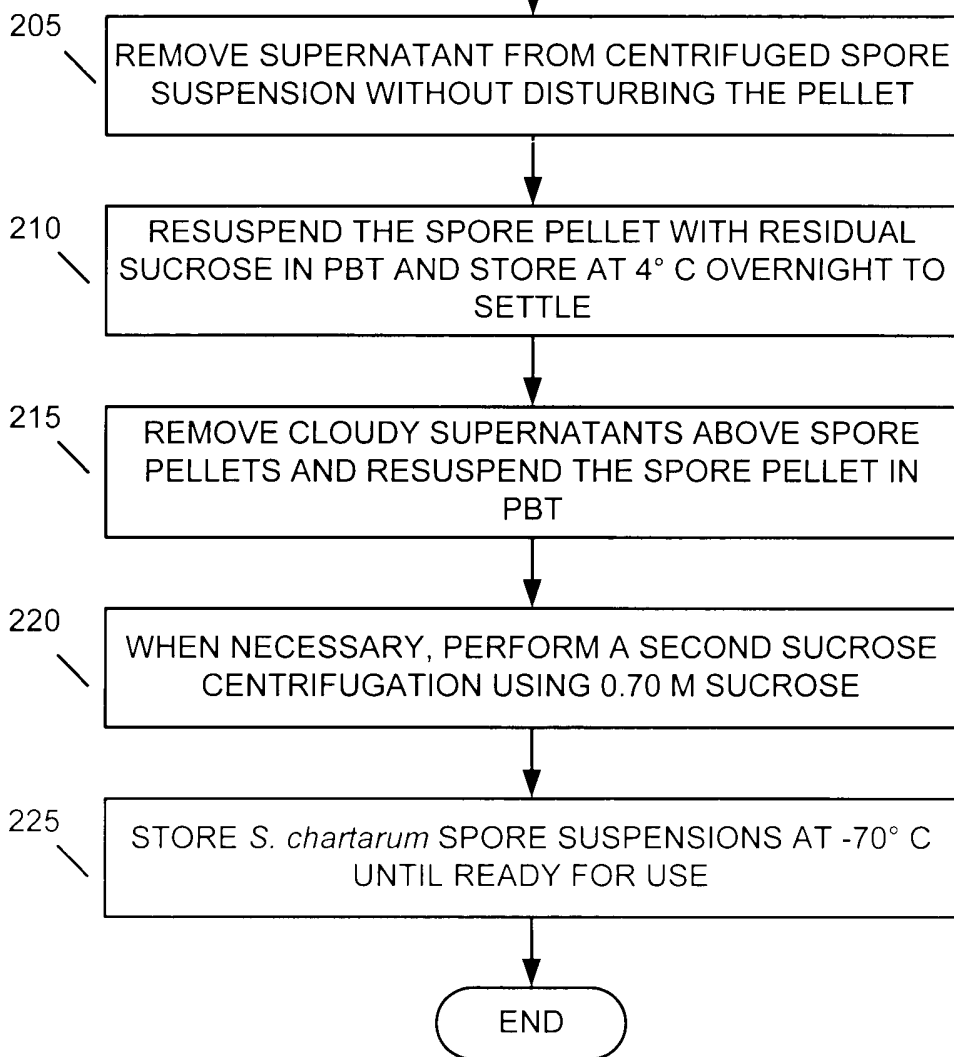 205
REMOVE SUPERNATANT FROM CENTRIFUGED SPORE
SUSPENSION WITHOUT DISTURBING THE PELLET
210
RESUSPEND THE SPORE PELLET WITH RESIDUAL
SUCROSE IN PBT AND STORE AT 4° C OVERNIGHT TO
SETTLE
215
REMOVE CLOUDY SUPERNATANTS ABOVE SPORE
PELLETS AND RESUSPEND THE SPORE PELLET IN
PBT
220
WHEN NECESSARY, PERFORM A SECOND SUCROSE
CENTRIFUGATION USING 0.70 M SUCROSE
225
STORE S. chartarum SPORE SUSPENSIONS AT -70° C
UNTIL READY FOR USE
END